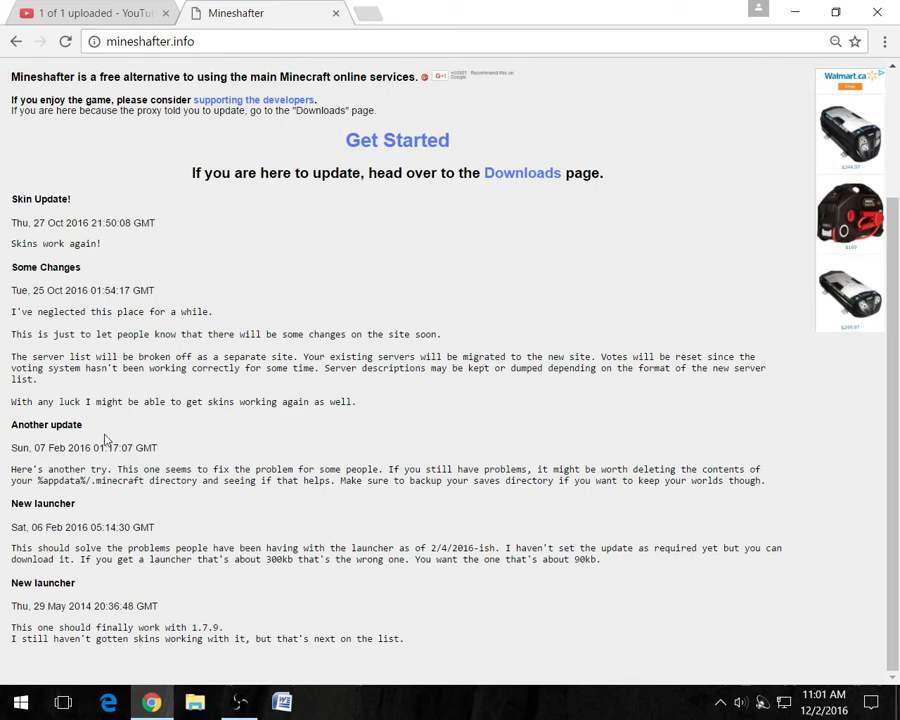 1 of 1 uploaded - YouTu
Mineshafter
mineshafter.info
Mineshafter is a free alternative to using the main Minecraft online services.
G+1
Recommend this on
Google
If you enjoy the game, please consider supporting the developers.
If you are here because the proxy told you to update, go to the "Downloads" page.
Get Started
If you are here to update, head over to the Downloads page.
Skin Update!
Thu, 27 Oct 2016 21:50:08 GMT
Skins work again!
Some Changes
Tue, 25 Oct 2016 01:54:17 GMT
I've neglected this place for a while.
This is just to let people know that there will be some changes on the site soon.
The server list will be broken off as a separate site. Your existing servers will be migrated to the new site. Votes will be reset since the
voting system hasn't been working correctly for some time. Server descriptions may be kept or dumped depending on the format of the new server
list.
With any luck I might be able to get skins working again as well.
Another update
Sun, 07 Feb 2016 01:17:07 GMT
Here's another try. This one seems to fix the problem for some people. If you still have problems, it might be worth deleting the contents of
your %appdata%/.minecraft directory and seeing if that helps. Make sure to backup your saves directory if you want to keep your worlds though.
New launcher
Sat, 06 Feb 2016 05:14:30 GMT
This should solve the problems people have been having with the launcher as of 2/4/2016-ish. I haven't set the update as required yet but you can
download it. If you get a launcher that's about 300kb that's the wrong one. You want the one that's about 90kb.
New launcher
Thu, 29 May 2014 20:36:48 GMT
This one should finally work with 1.7.9.
I still haven't gotten skins working with it, but that's next on the list.
Walmart.ca
$169
11:01 AM
12/2/2016